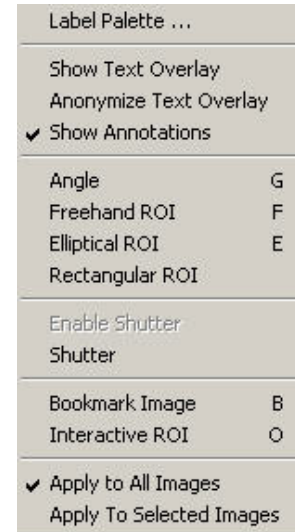 Label Palette ...
Show Text Overlay
Anonymize Text Overlay
Show Annotations
Angle G
Freehand ROI F
Elliptical ROI E
Rectangular ROI
Enable Shutter
Shutter
Bookmark Image B
Interactive ROI O
Apply to All Images
Apply To Selected Images